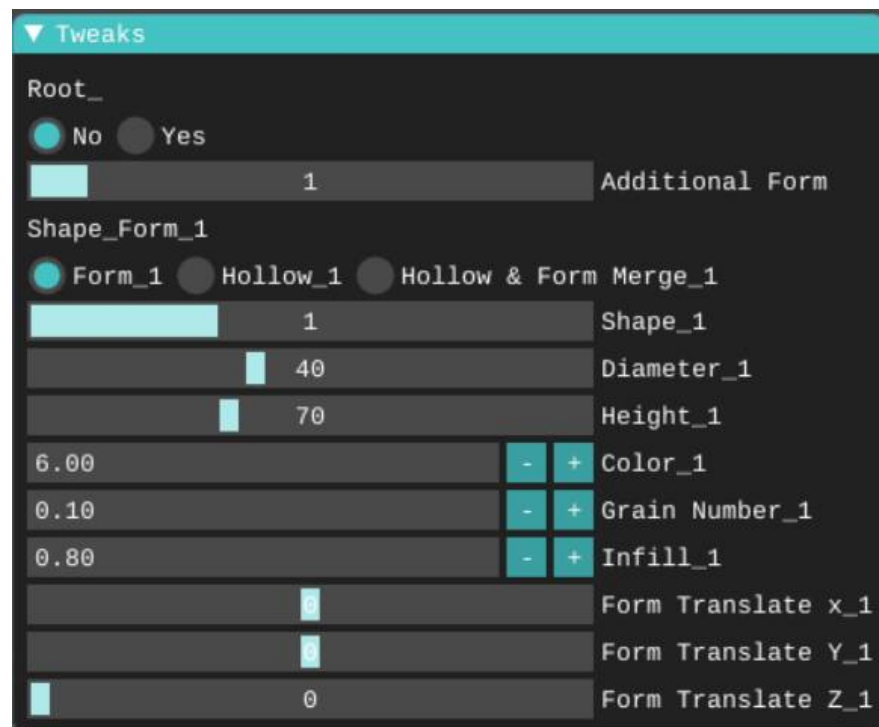 Tweaks
Root_
No Yes
1 Additional Form
Shape_Form_1
Form_1 Hollow_1 Hollow & Form Merge_1
1 Shape_1
40 Diameter_1
70 Height_1
6.00 - + Color_1
0.10 - + Grain Number_1
0.80 - + Infill_1
0 Form Translate x_1
0 Form Translate Y_1
0 Form Translate Z_1